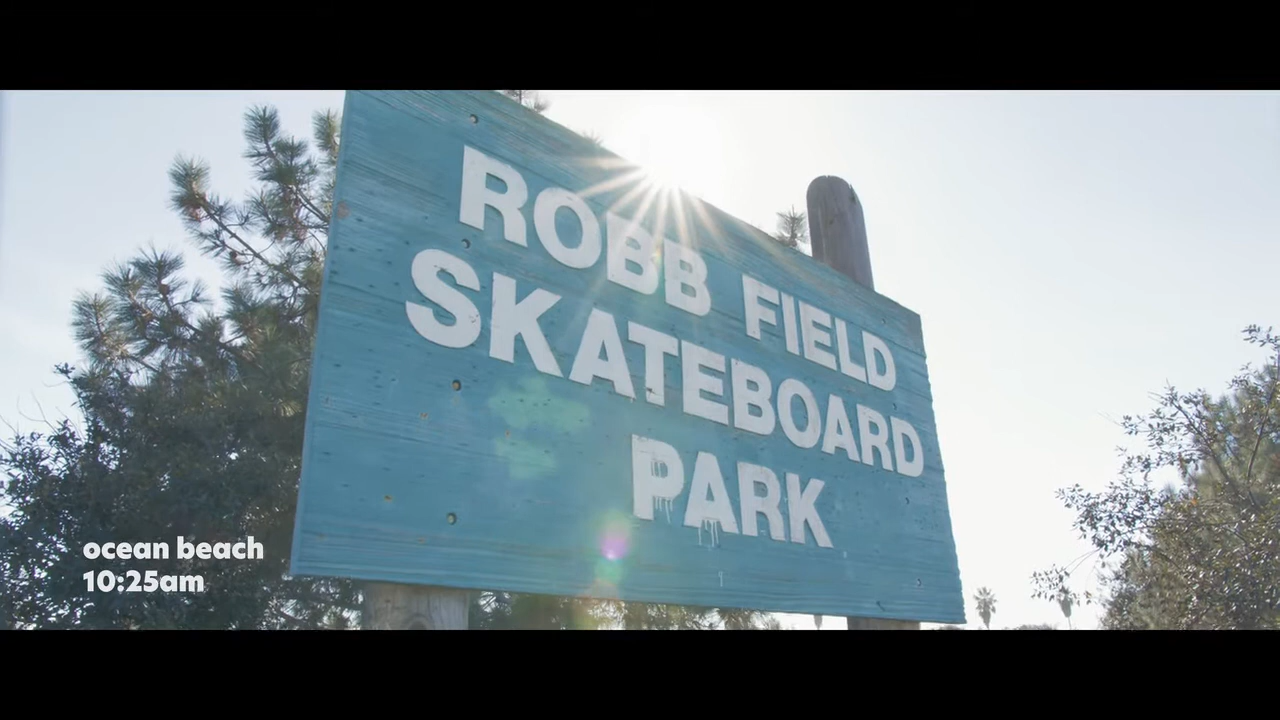 ROBB FIELD
SKATEBOARD
PARK
ocean beach
10:25am